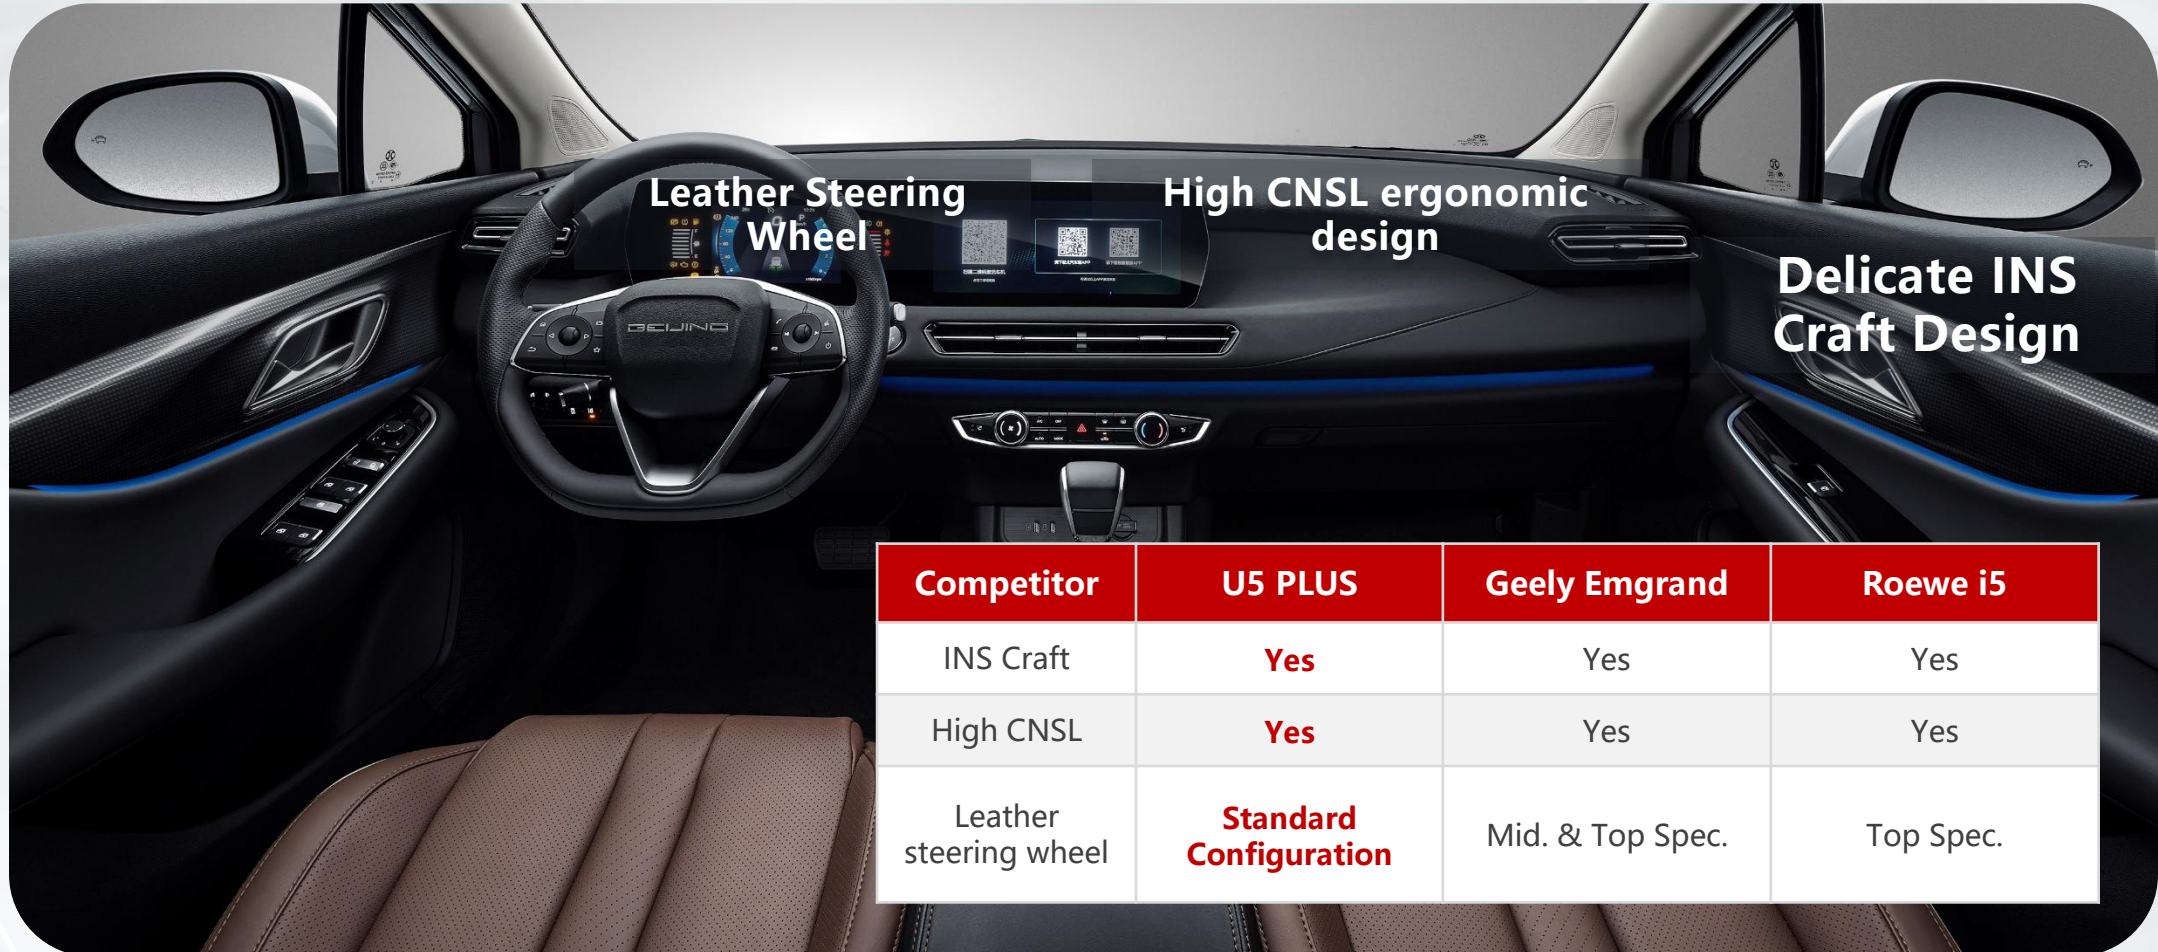 Leather Steering
Wheel
High CNSL ergonomic
design
Delicate INS
Craft Design
BEIJING
Competitor U5 PLUS Geely Emgrand Roewe i5
INS Craft Yes Yes Yes
High CNSL Yes Yes Yes
Leather
steering wheel
Standard
Configuration
Mid. & Top Spec.
Top Spec.